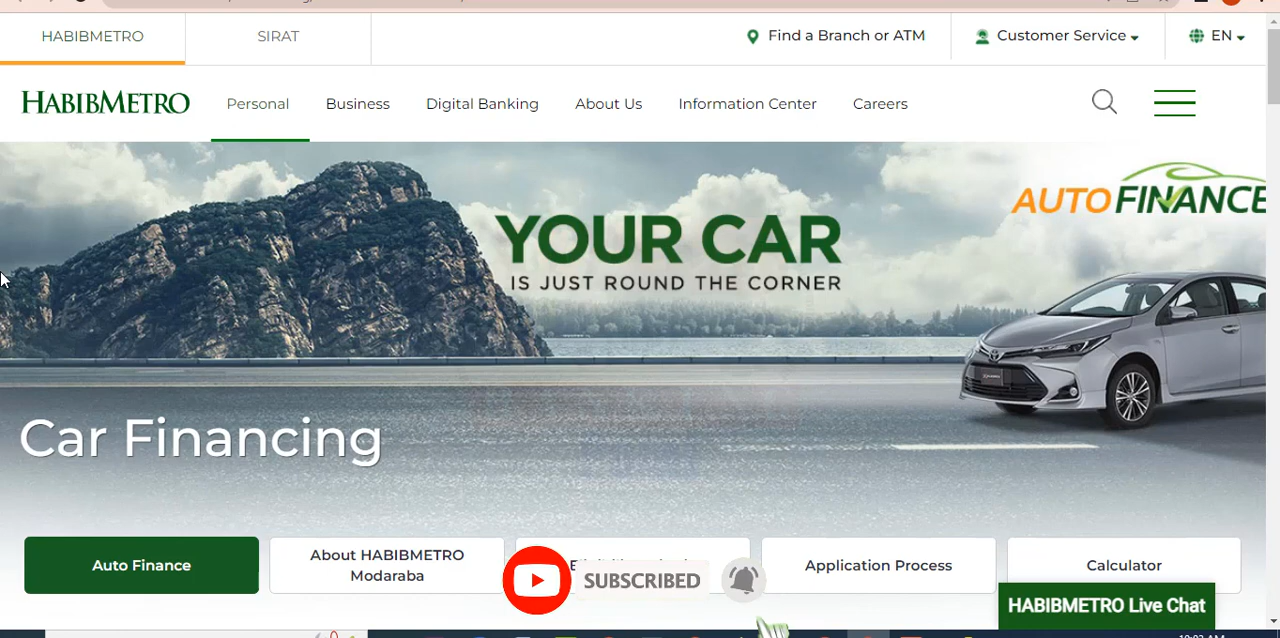 HABIBMETRO
SIRAT
Find a Branch or ATM
Customer Service
EN
HABIBMETRO
Personal
Business
Digital Banking
About Us
Information Center
Careers
AUTO FINANCE
YOUR CAR
IS JUST ROUND THE CORNER
Car Financing
Auto Finance
About HABIBMETRO
Modaraba
Application Process
Calculator
SUBSCRIBED
HABIBMETRO Live Chat